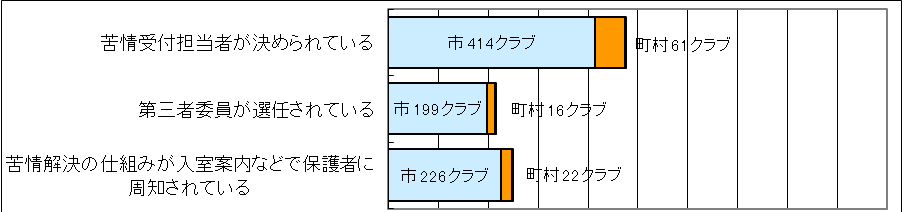 苦情受付担当者が決められている
市414クラブ
町村61クラブ
第三者委員が選任されている
市199クラブ
町村16クラブ
苦情解決の仕組みが入室案内などで保護者に
周知されている
市226クラブ
町村22クラブ